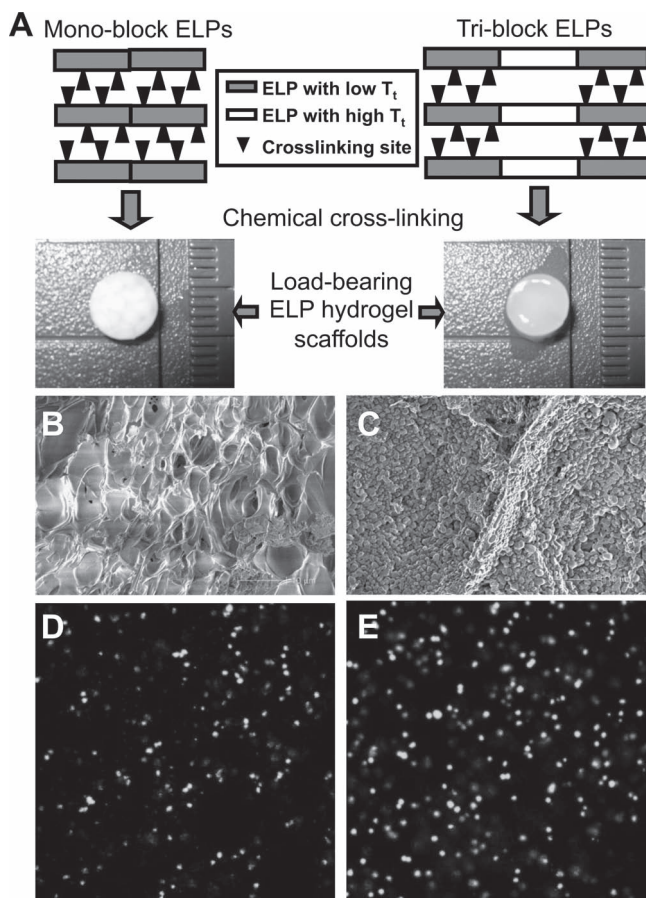 A
Mono-block ELPs
Tri-block ELPs
ELP with low Tt
ELP with high Tt
Crosslinking site
Chemical cross-linking
Load-bearing
ELP hydrogel
scaffolds
B
C
D
E